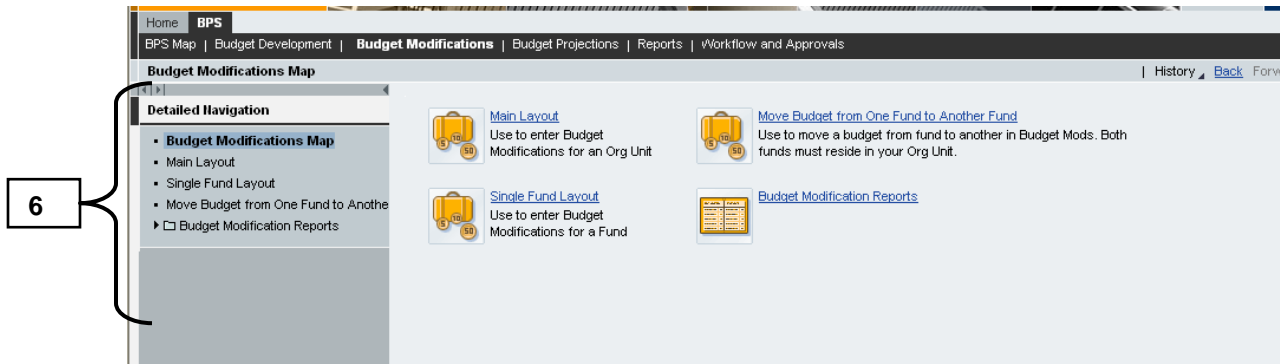 Home BPS
BPS Map | Budget Development | Budget Modifications | Budget Projections | Reports | Workflow and Approvals
Budget Modifications Map | History Back Forw
Detailed Navigation
Budget Modifications Map
Main Layout
Single Fund Layout
Move Budget from One Fund to Anothe
Budget Modification Reports
6
Main Layout
Use to enter Budget
Modifications for an Org Unit
Move Budget from One Fund to Another Fund
Use to move a budget from fund to another in Budget Mods. Both
funds must reside in your Org Unit.
Single Fund Layout
Use to enter Budget
Modifications for a Fund
Budget Modification Reports